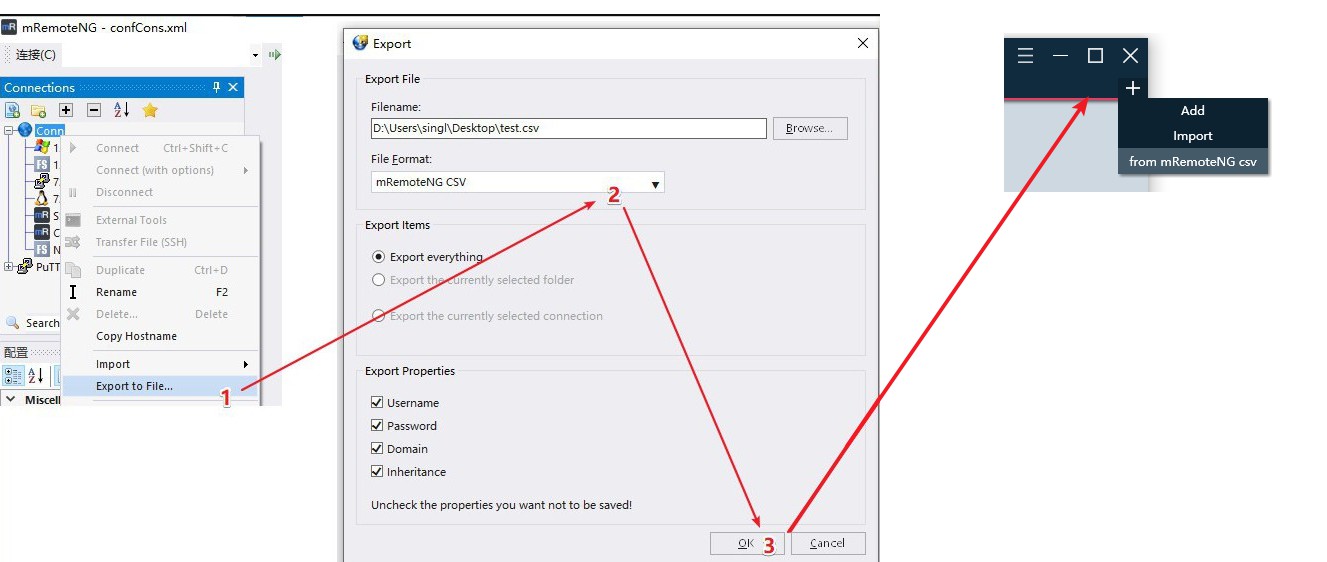 mRemoteNG - confCons.xml
连接(C)
Connections
Conn
Connect Ctrl+Shift+C
Connect (with options)
Disconnect
External Tools
Transfer File (SSH)
Duplicate Ctrl+D
PuTT
Rename F2
Delete... Delete
Search
Copy Hostname
配置
Import
Export to File...
1
Miscell
Export
Export File
Filename:
D:\Users\singl\Desktop\test.csv
Browse...
File Format:
mRemoteNG CSV
2
Export Items
Export everything
Export the currently selected folder
Export the currently selected connection
Export Properties
Username
Password
Domain
Inheritance
Uncheck the properties you want not to be saved!
OK
3
Cancel
Add
Import
from mRemoteNG csv